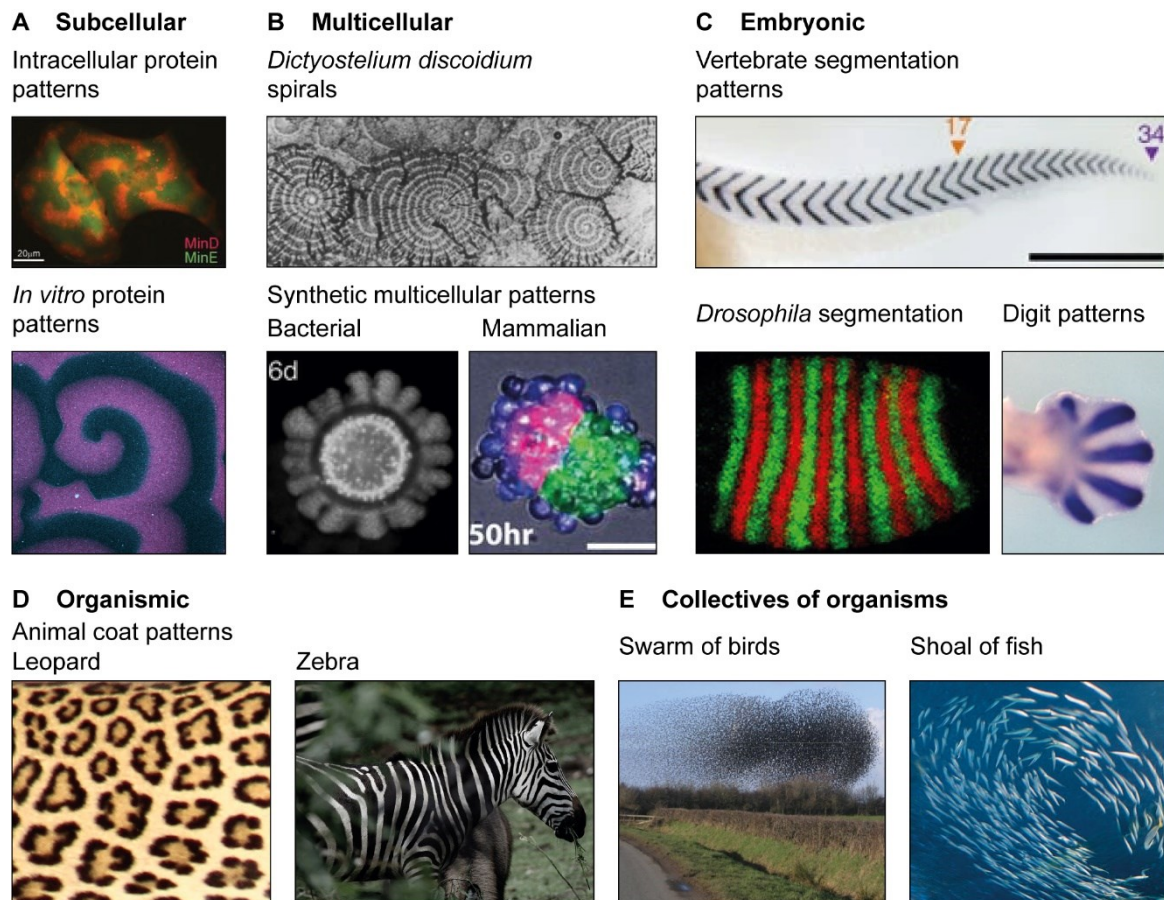 A Subcellular
Intracellular protein
patterns
MinD
MinE
20μm
In vitro protein
patterns
B Multicellular
Dictyostelium discoidium
spirals
Synthetic multicellular patterns
Bacterial
6d
Mammalian
50hr
C Embryonic
Vertebrate segmentation
patterns
17
34
Drosophila segmentation
Digit patterns
D Organismic
Animal coat patterns
Leopard
Zebra
E Collectives of organisms
Swarm of birds
Shoal of fish